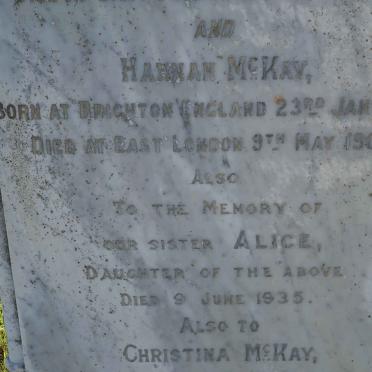 AND
HANNAH McKAY,
BORN AT BRIGHTON ENGLAND 23RD JAN
DIED AT EAST LONDON 9TH MAY 190
ALSO
TO THE MEMORY OF
OUR SISTER ALICE,
DAUGHTER OF THE ABOVE
DIED 9 JUNE 1935.
ALSO TO
CHRISTINA McKAY,